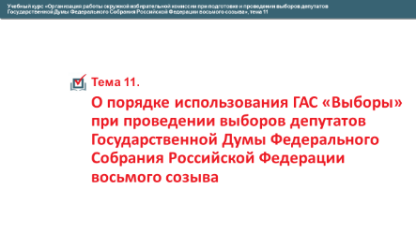 Учебный курс «Организация работы окружной избирательной комиссии при подготовке и проведении выборов депутатов
Государственной Думы Федерального Собрания Российской Федерации восьмого созыва», тема 11
Тема 11.
О порядке использования ГАС «Выборы»
при проведении выборов депутатов
Государственной Думы Федерального
Собрания Российской Федерации
восьмого созыва